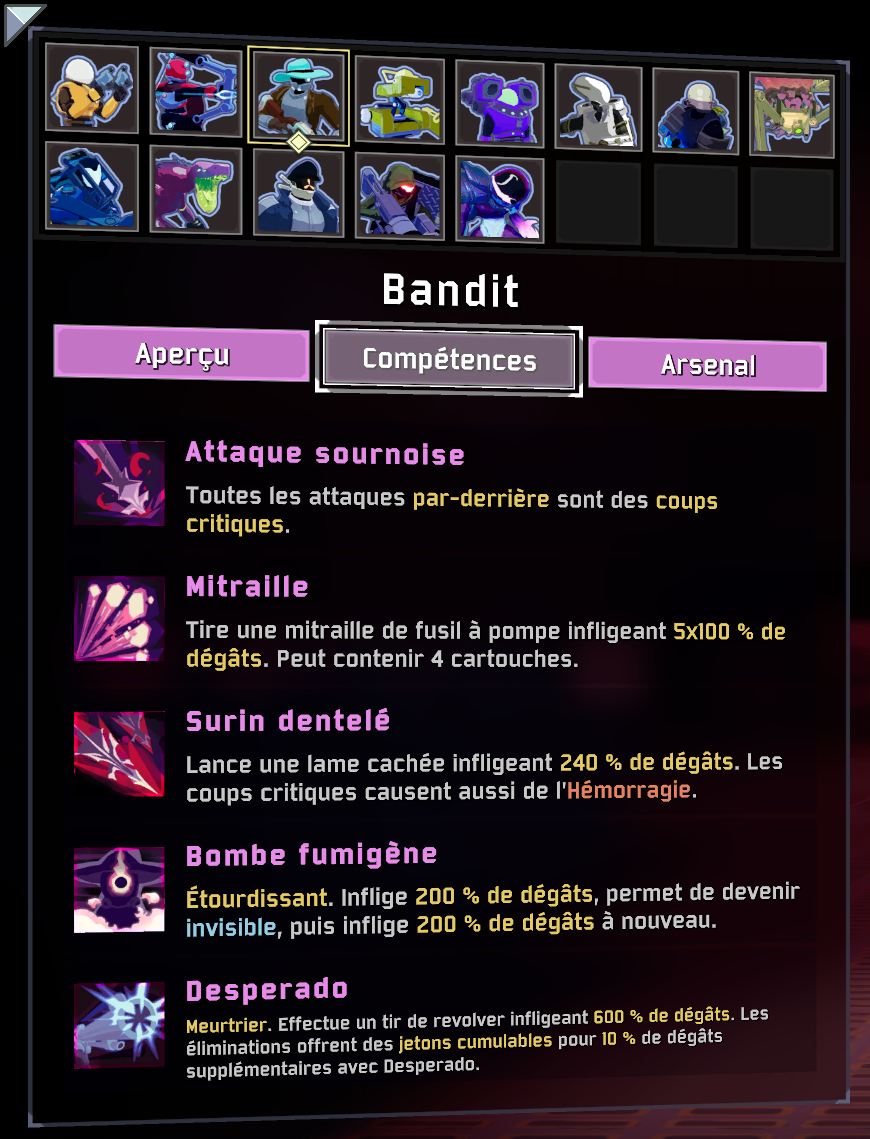 Bandit
Aperçu
Compétences
Arsenal
Attaque sournoise
Toutes les attaques par-derrière sont des coups
critiques.
Mitraille
Tire une mitraille de fusil à pompe infligeant 5x100 % de
dégâts. Peut contenir 4 cartouches.
Surin dentelé
Lance une lame cachée infligeant 240 % de dégâts. Les
coups critiques causent aussi de l'Hémorragie.
Bombe fumigène
Étourdissant. Inflige 200 % de dégâts, permet de devenir
invisible, puis inflige 200 % de dégâts à nouveau.
Desperado
Meurtrier. Effectue un tir de revolver infligeant 600 % de dégâts. Les
éliminations offrent des jetons cumulables pour 10 % de dégâts
supplémentaires avec Desperado.